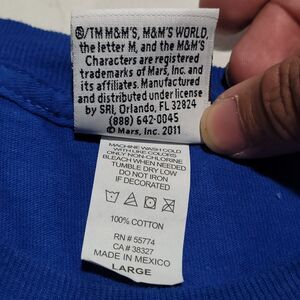 ®/TM M&M'S, M&M'S WORLD,
the letter M, and the M&M'S
Characters are registered
trademarks of Mars, Inc. and
its affiliates. Manufactured
and distributed under license
by SRI, Orlando, FL 32824
(888) 642-0045
© Mars, Inc. 2011
MACHINE WASH COLD
WITH LIKE COLORS
ONLY NON-CHLORINE
BLEACH WHEN NEEDED
TUMBLE DRY LOW
DO NOT IRON
IF DECORATED
100% COTTON
RN # 55774
CA # 38327
MADE IN MEXICO
LARGE